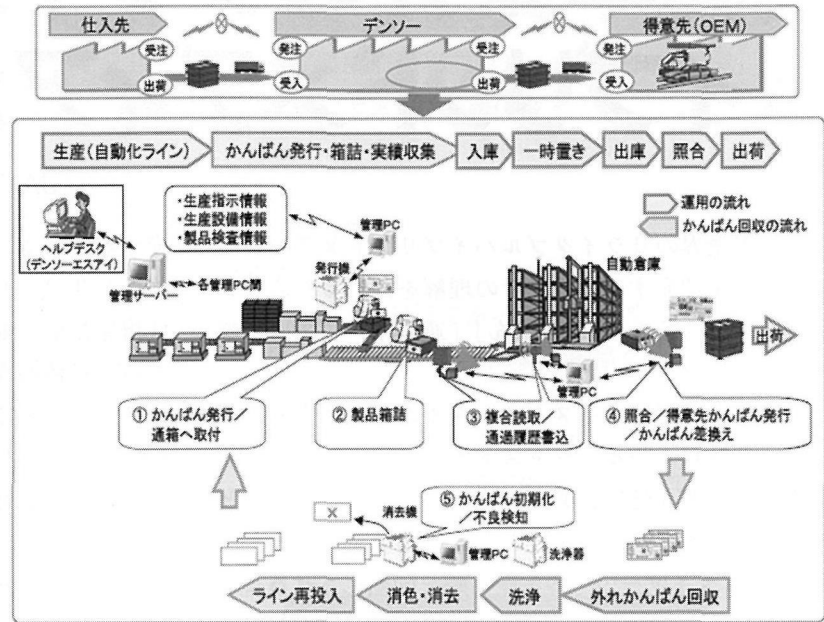 仕入先
デンソー
得意先(OEM)
受注
発注
受注
発注
出荷
受入
出荷
受入
生産(自動化ライン)
かんばん発行・箱詰・実績収集
入庫
一時置き
出庫
照合
出荷
ヘルプデスク
(デンソーエスアイ)
・生産指示情報
・生産設備情報
・製品検査情報
管理PC
発行機
運用の流れ
かんばん回収の流れ
管理サーバー
各管理PC間
自動倉庫
出荷
管理PC
① かんばん発行/
通箱へ取付
② 製品箱詰
③ 複合読取/
通過履歴書込
④ 照合/得意先かんばん発行
/かんばん差換え
×
消去機
⑤ かんばん初期化
/不良検知
管理PC
洗浄器
ライン再投入
消色・消去
洗浄
外れかんばん回収